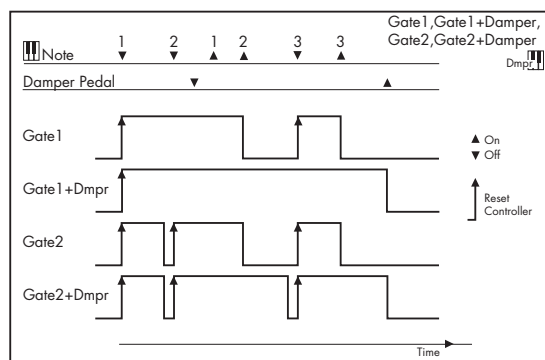 Gate1,Gate1+Damper,
Gate2,Gate2+Damper
1 2 1 2 3 3
Note
Dmpr
Damper Pedal
Gate1
On
Off
Gate1+Dmpr
Reset
Controller
Gate2
Gate2+Dmpr
Time